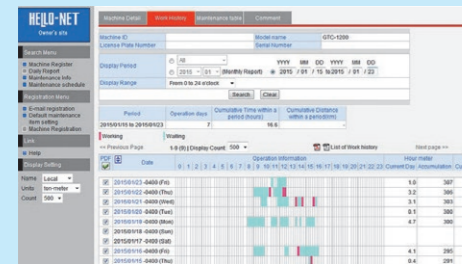 HELLO-NET
Owner's site
Search Menu
Machine Register
Daily Report
Maintenance Info
Maintenance schedule
Registration Menu
E-mail registration
Default maintenance item setting
Machine Registration
Link
Help
Display Setting
Name Local
Units ton-meter
Count 500
Machine Detail Work History Maintenance Note Comment
Machine ID Model name GTC-1200
License Plate Number Serial Number
Display Period All YYYY MM DD YYYY MM DD
2015 - 01 (Monthly Report) 2015 / 01 / 15 to 2015 / 01 / 23
Display Range From 0 to 24 o'clock
Search Clear
Period Operation days Cumulative Time within a period (hours) Cumulative Distance within a period(km)
2015/01/15 to 2015/01/23 7 16.6 -
Working Waiting
<< Previous Page 1-9 (9) | Display Count: 500 PDF List of Work history Next page >>
PDF Date Operation Information Hour meter
0 1 2 3 4 5 6 7 8 9 10 11 12 13 14 15 16 17 18 19 20 21 22 23 Current Day Accumulation
2015/01/23 -0400 (Fri) 1.0 387
2015/01/22 -0400 (Thu) 3.2 386
2015/01/21 -0400 (Wed) 3.1 383
2015/01/20 -0400 (Tue) 0.1 380
2015/01/19 -0400 (Mon) 4.7 380
2015/01/18 -0400 (Sun)
2015/01/17 -0400 (Sat)
2015/01/16 -0400 (Fri) 4.1 295
2015/01/15 -0400 (Thu) 0.4 291